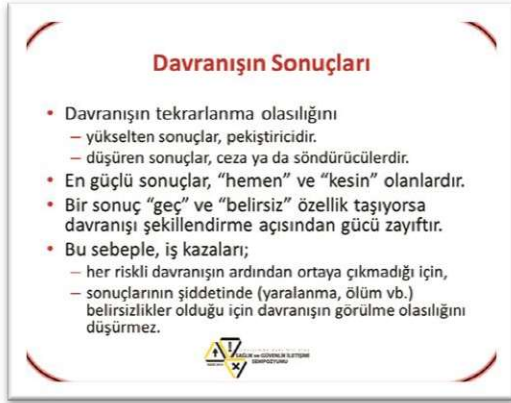 Davranışın Sonuçları
• Davranışın tekrarlanma olasılığını
– yükselten sonuçlar, pekiştiricidir.
– düşüren sonuçlar, ceza ya da söndürücülerdir.
• En güçlü sonuçlar, “hemen” ve “kesin” olanlardır.
• Bir sonuç “geç” ve “belirsiz” özellik taşıyorsa
davranışı şekillendirme açısından gücü zayıftır.
• Bu sebeple, iş kazaları;
– her riskli davranışın ardından ortaya çıkmadığı için,
– sonuçlarının şiddetinde (yaralanma, ölüm vb.)
belirsizlikler olduğu için davranışın görülme olasılığını
düşürmez.
SAĞLIK ve GÜVENLİK İLETİŞİMİ
SEMPOZYUMU